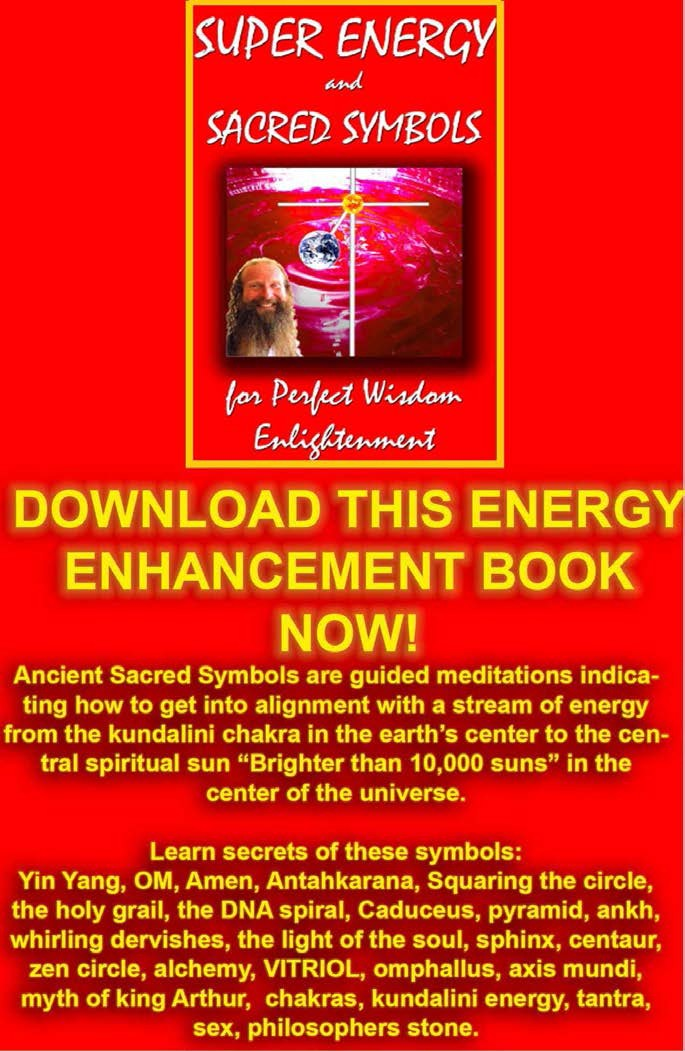 SUPER ENERGY
and
SACRED SYMBOLS
for Perfect Wisdom
Enlightenment
DOWNLOAD THIS ENERGY
ENHANCEMENT BOOK
NOW!
Ancient Sacred Symbols are guided meditations indica-
ting how to get into alignment with a stream of energy
from the kundalini chakra in the earth's center to the cen-
tral spiritual sun “Brighter than 10,000 suns” in the
center of the universe.
Learn secrets of these symbols:
Yin Yang, OM, Amen, Antahkarana, Squaring the circle,
the holy grail, the DNA spiral, Caduceus, pyramid, ankh,
whirling dervishes, the light of the soul, sphinx, centaur,
zen circle, alchemy, VITRIOL, omphallus, axis mundi,
myth of king Arthur,  chakras, kundalini energy, tantra,
sex, philosophers stone.